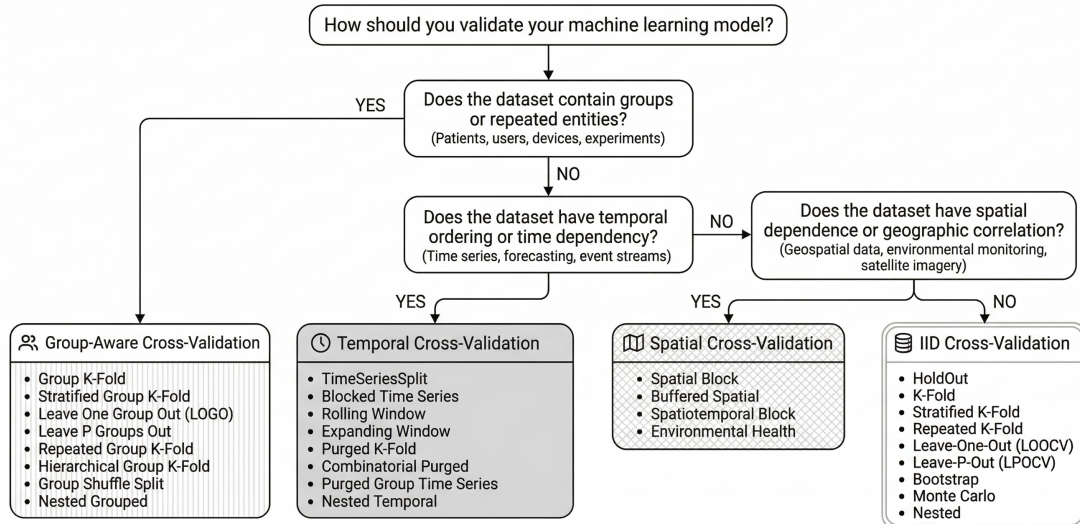 How should you validate your machine learning model?
Does the dataset contain groups
or repeated entities?
(Patients, users, devices, experiments)
YES
NO
Does the dataset have temporal
ordering or time dependency?
(Time series, forecasting, event streams)
NO
Does the dataset have spatial
dependence or geographic correlation?
(Geospatial data, environmental monitoring,
satellite imagery)
YES
YES
NO
Group-Aware Cross-Validation
• Group K-Fold
• Stratified Group K-Fold
• Leave One Group Out (LOGO)
• Leave P Groups Out
• Repeated Group K-Fold
• Hierarchical Group K-Fold
• Group Shuffle Split
• Nested Grouped
Temporal Cross-Validation
• TimeSeriesSplit
• Blocked Time Series
• Rolling Window
• Expanding Window
• Purged K-Fold
• Combinatorial Purged
• Purged Group Time Series
• Nested Temporal
Spatial Cross-Validation
• Spatial Block
• Buffered Spatial
• Spatiotemporal Block
• Environmental Health
IID Cross-Validation
• HoldOut
• K-Fold
• Stratified K-Fold
• Repeated K-Fold
• Leave-One-Out (LOOCV)
• Leave-P-Out (LPOCV)
• Bootstrap
• Monte Carlo
• Nested